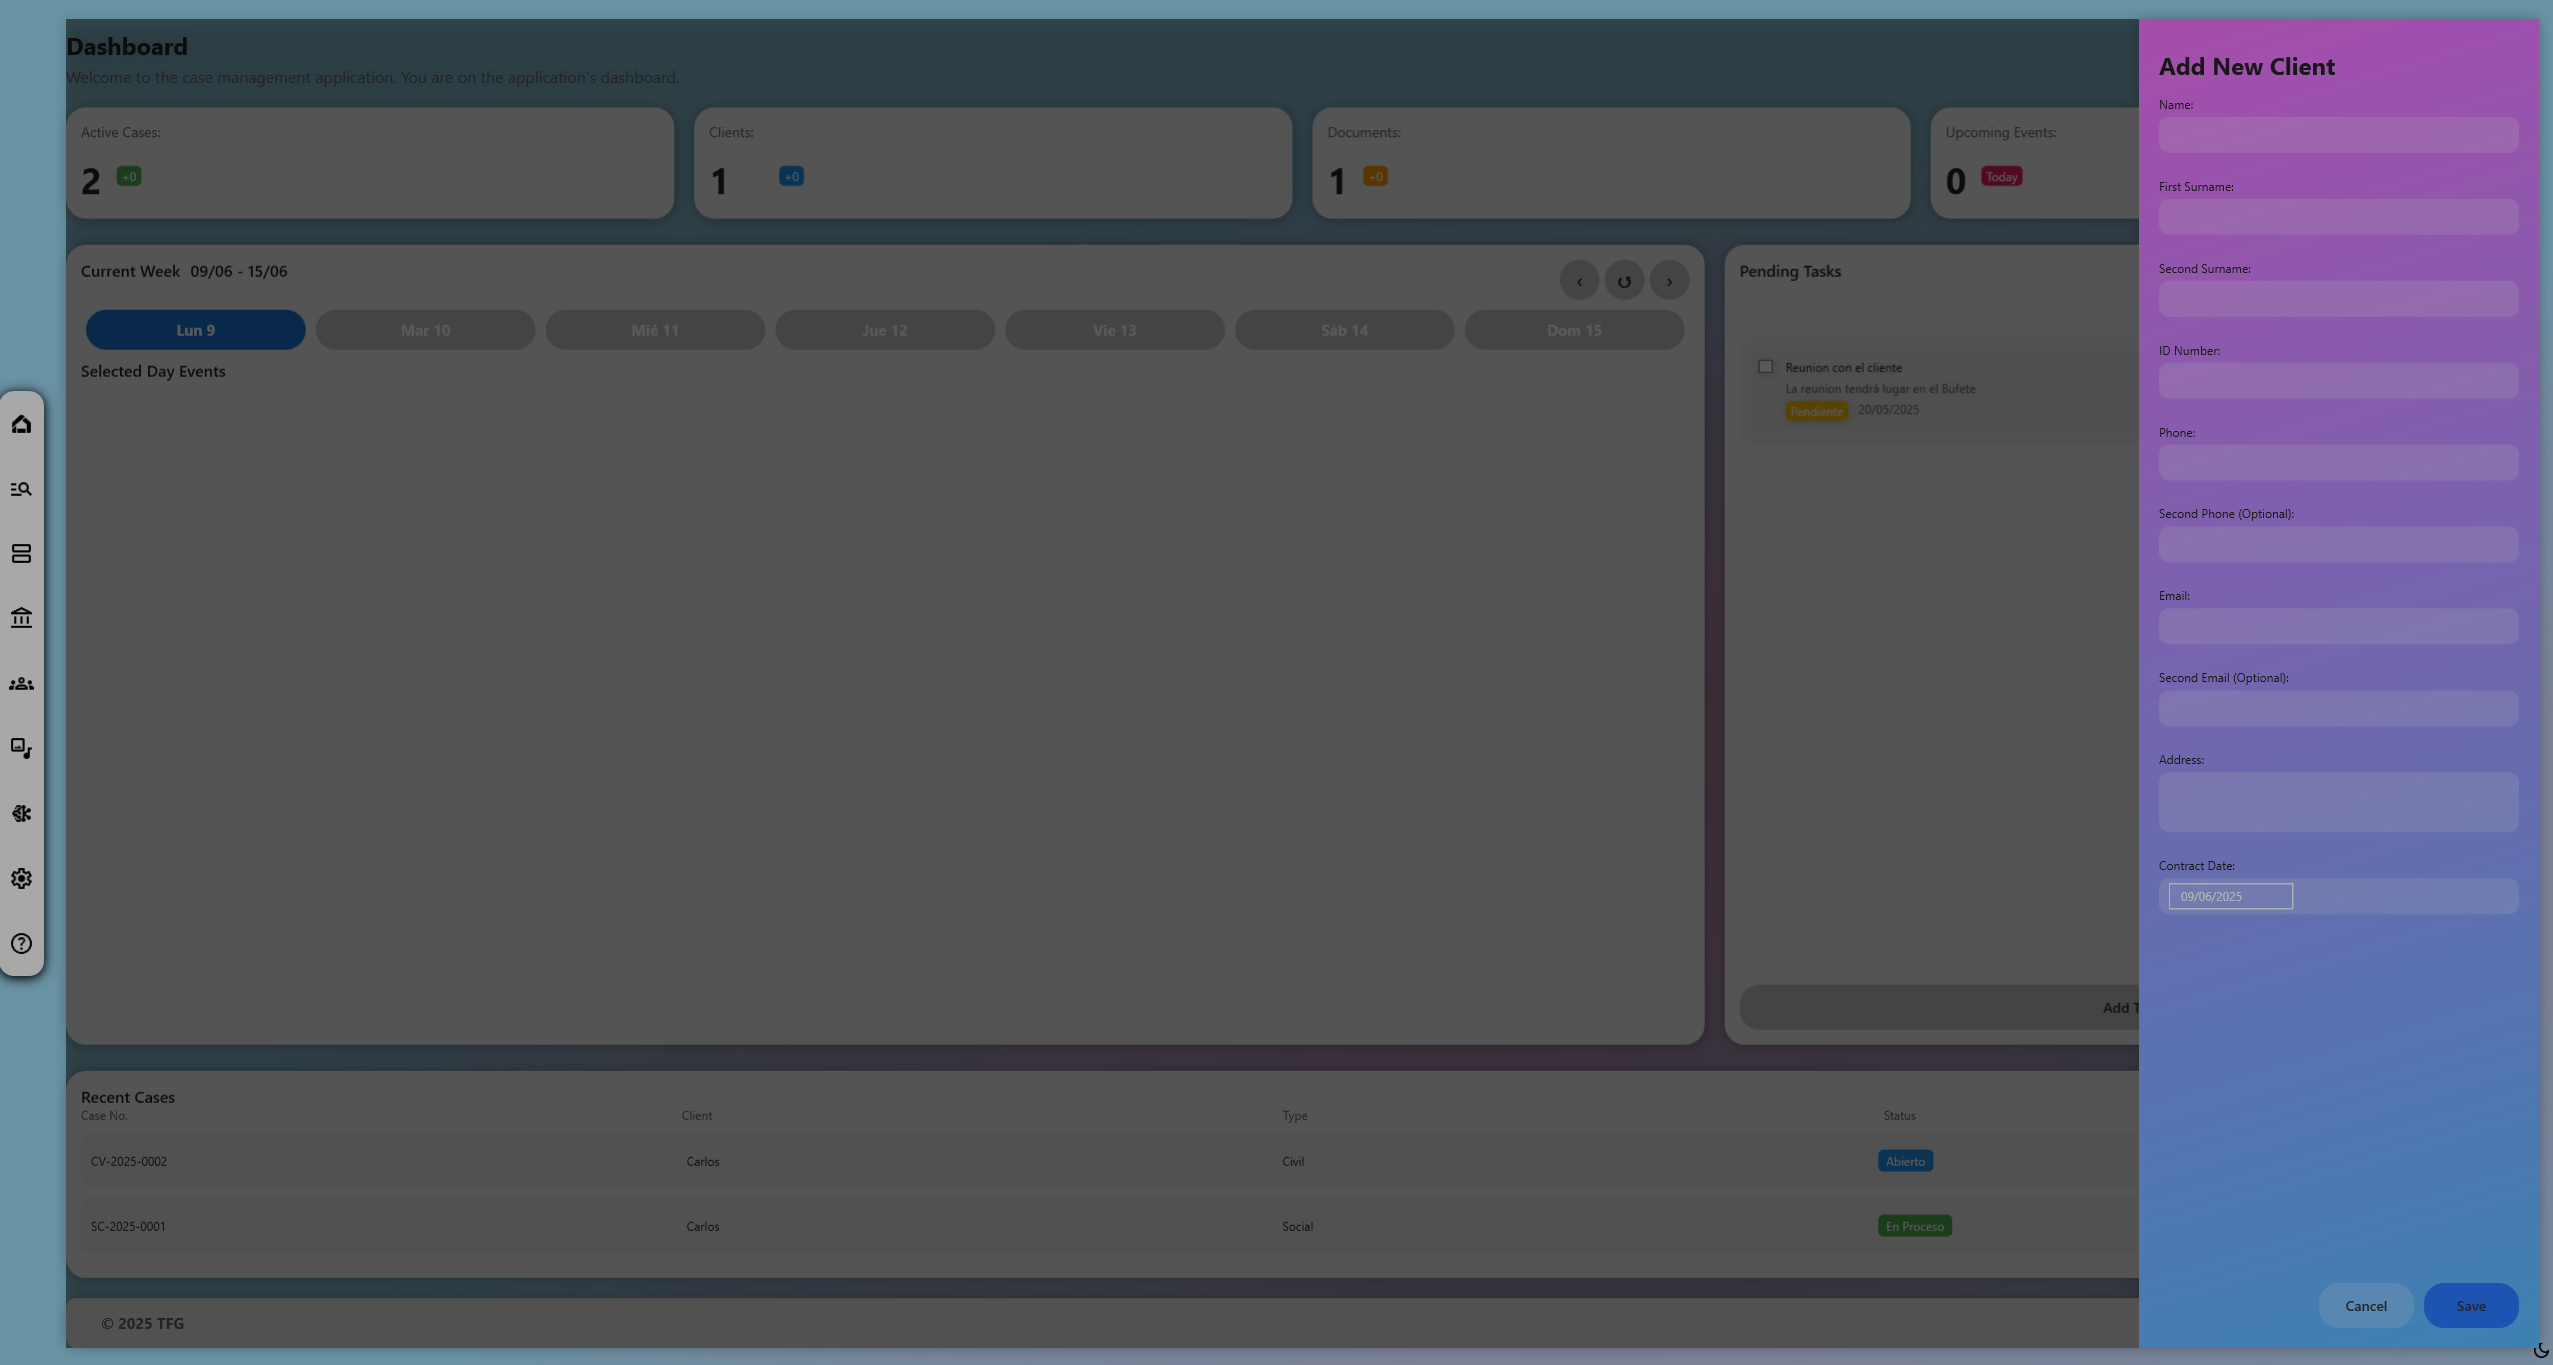 Dashboard
Welcome to the case management application. You are on the application's dashboard.
Active Cases:
2 +0
Clients:
1 +0
Documents:
1 +0
Upcoming Events:
0 Today
Current Week 09/06 - 15/06
‹ ↺ ›
Lun 9 Mar 10 Mié 11 Jue 12 Vie 13 Sáb 14 Dom 15
Selected Day Events
Pending Tasks
Reunion con el cliente
La reunion tendrá lugar en el Bufete
Pendiente 20/05/2025
Add T
Recent Cases
Case No. Client Type Status
CV-2025-0002 Carlos Civil Abierto
SC-2025-0001 Carlos Social En Proceso
© 2025 TFG
Add New Client
Name:
First Surname:
Second Surname:
ID Number:
Phone:
Second Phone (Optional):
Email:
Second Email (Optional):
Address:
Contract Date:
09/06/2025
Cancel Save